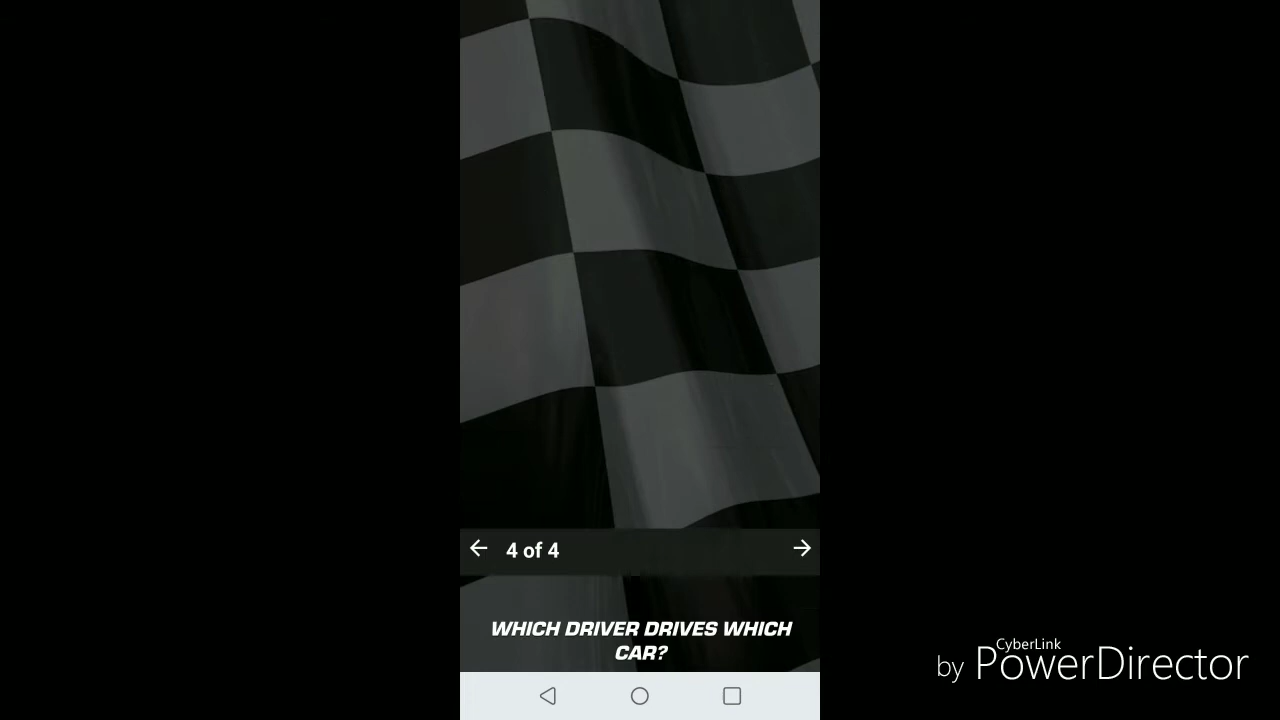 4 of 4
WHICH DRIVER DRIVES WHICH
CAR?
CyberLink
by PowerDirector